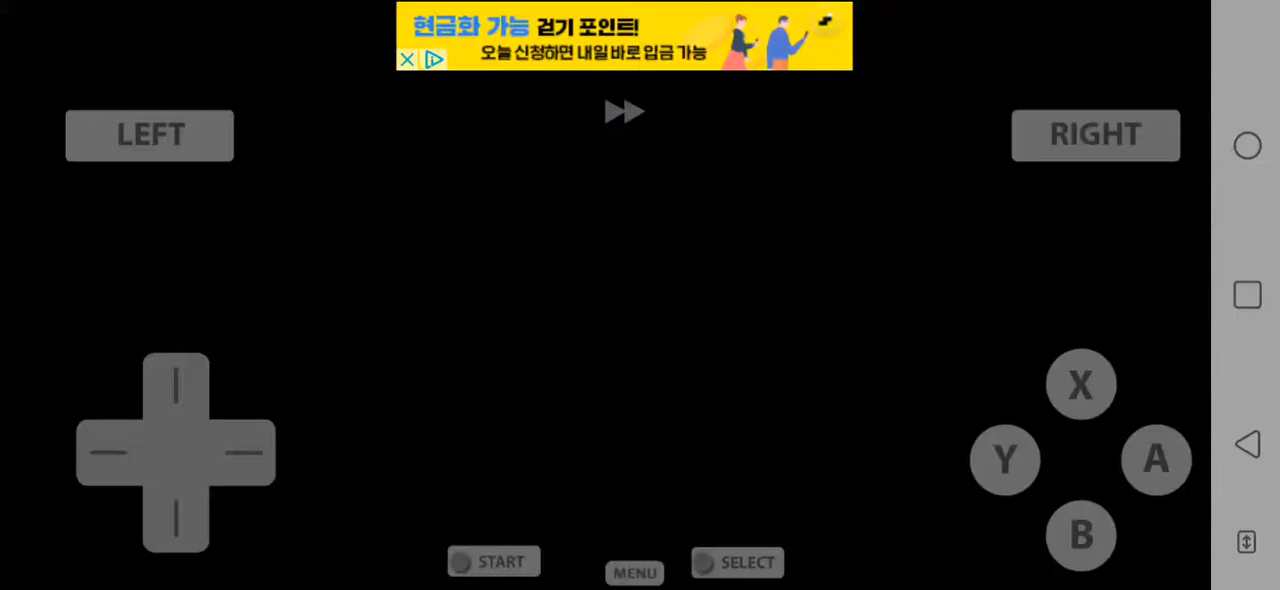 현금화 가능 걷기 포인트!
오늘 신청하면 내일 바로 입금 가능
LEFT
RIGHT
X
Y
A
B
START
SELECT
MENU